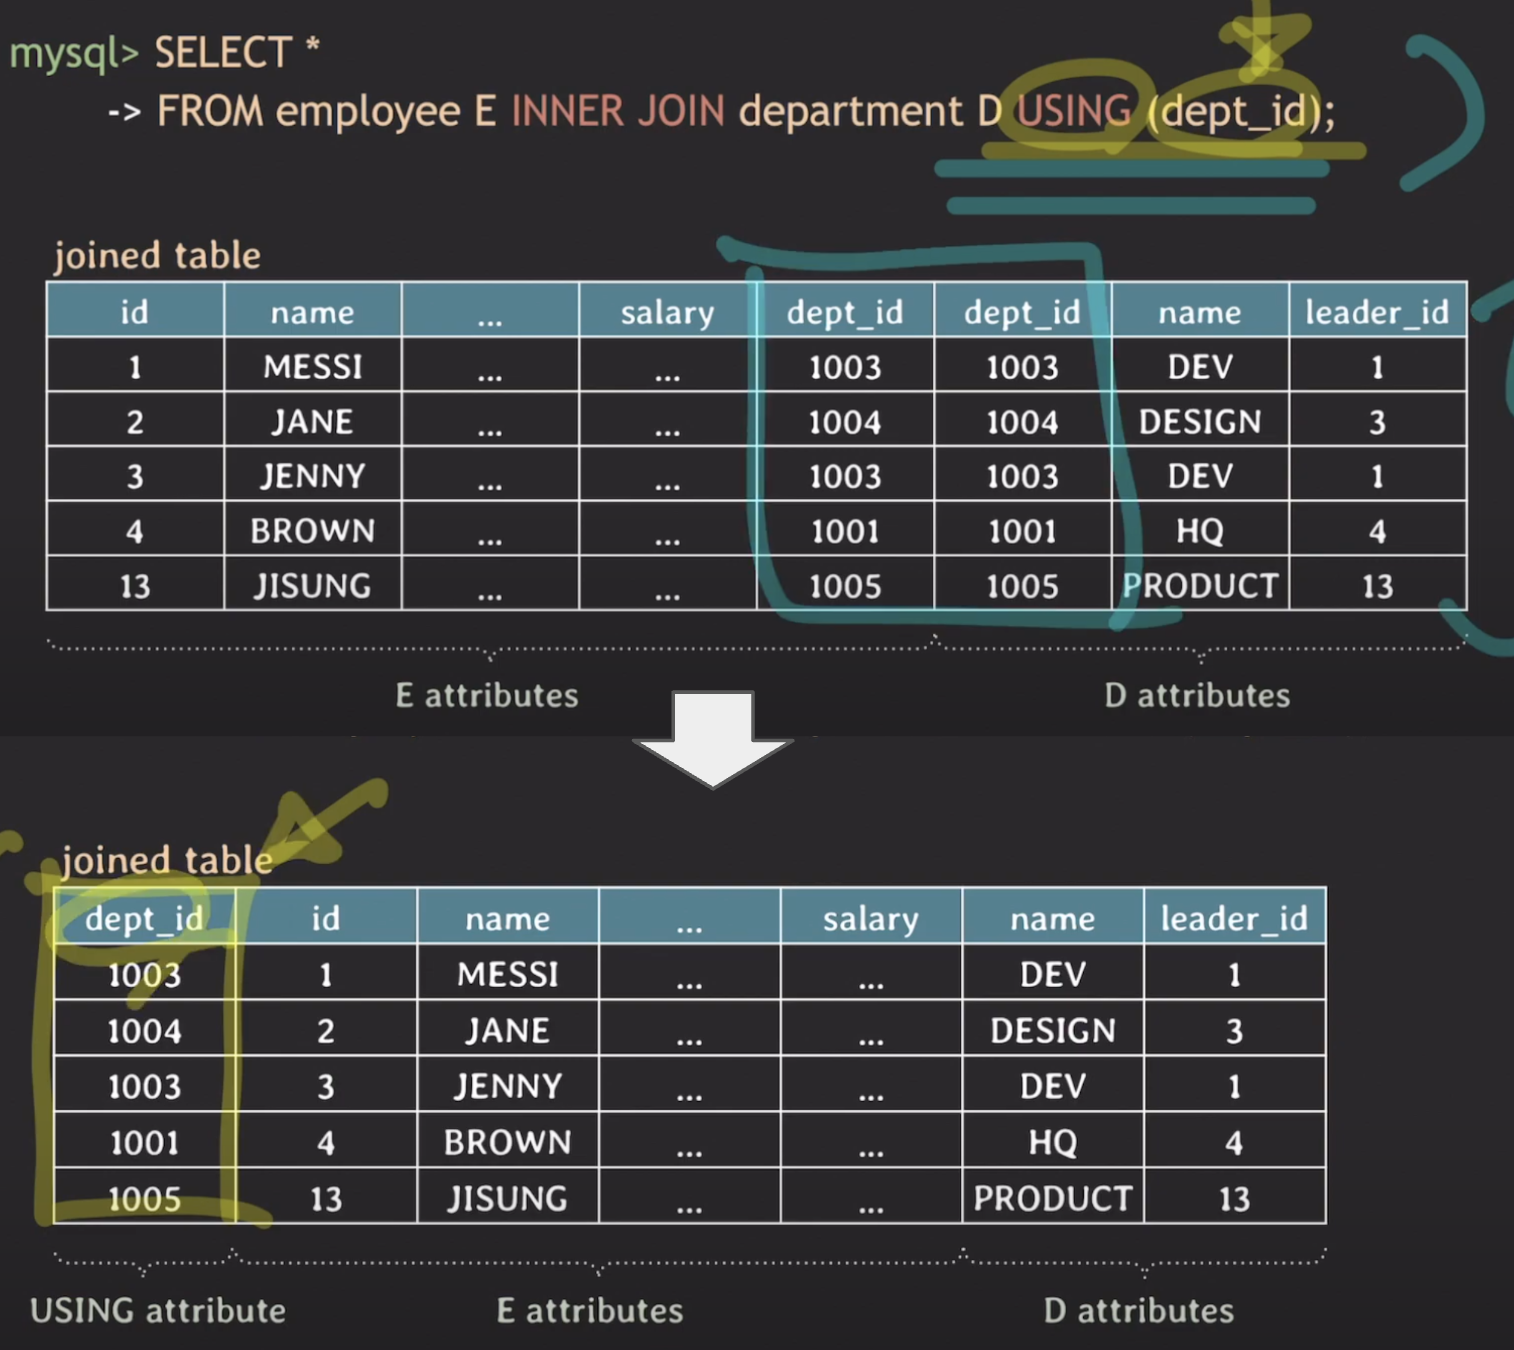 mysql> SELECT *
-> FROM employee E INNER JOIN department D USING (dept_id);
joined table
id name ... salary dept_id dept_id name leader_id
1 MESSI ... ... 1003 1003 DEV 1
2 JANE ... ... 1004 1004 DESIGN 3
3 JENNY ... ... 1003 1003 DEV 1
4 BROWN ... ... 1001 1001 HQ 4
13 JISUNG ... ... 1005 1005 PRODUCT 13
E attributes D attributes
joined table
dept_id id name ... salary name leader_id
1003 1 MESSI ... ... DEV 1
1004 2 JANE ... ... DESIGN 3
1003 3 JENNY ... ... DEV 1
1001 4 BROWN ... ... HQ 4
1005 13 JISUNG ... ... PRODUCT 13
USING attribute E attributes D attributes